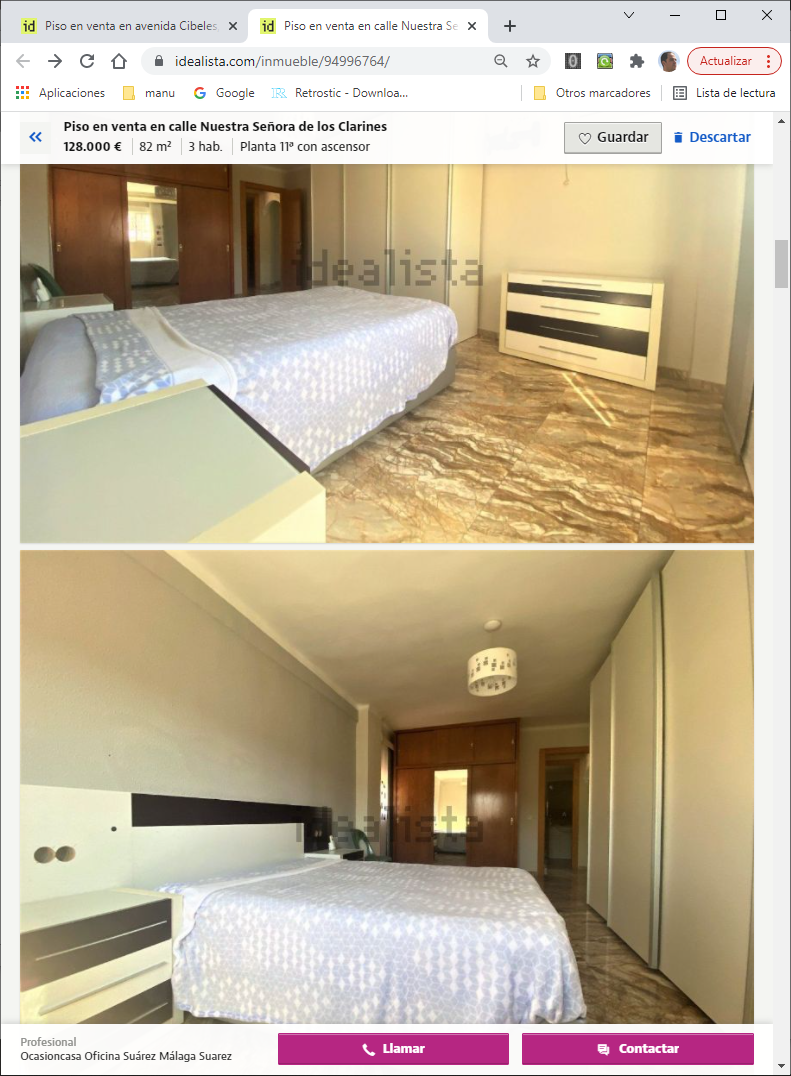 id Piso en venta en avenida Cibeles,
id Piso en venta en calle Nuestra Se
idealista.com/inmueble/94996764/
Actualizar
Aplicaciones
manu
Google
Retrostic - Downloa...
Otros marcadores
Lista de lectura
Piso en venta en calle Nuestra Señora de los Clarines
128.000 € 82 m² 3 hab. Planta 11ª con ascensor
Guardar
Descartar
idealista
idealista
Profesional
Ocasioncasa Oficina Suárez Málaga Suarez
Llamar
Contactar